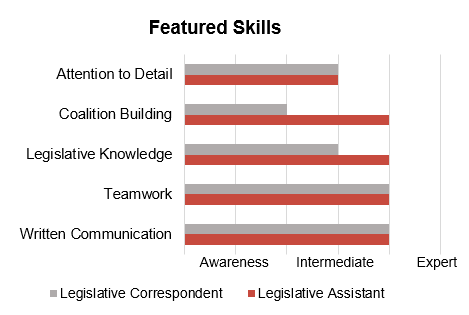 Featured Skills
Attention to Detail
Coalition Building
Legislative Knowledge
Teamwork
Written Communication
Awareness Intermediate Expert
Legislative Correspondent Legislative Assistant